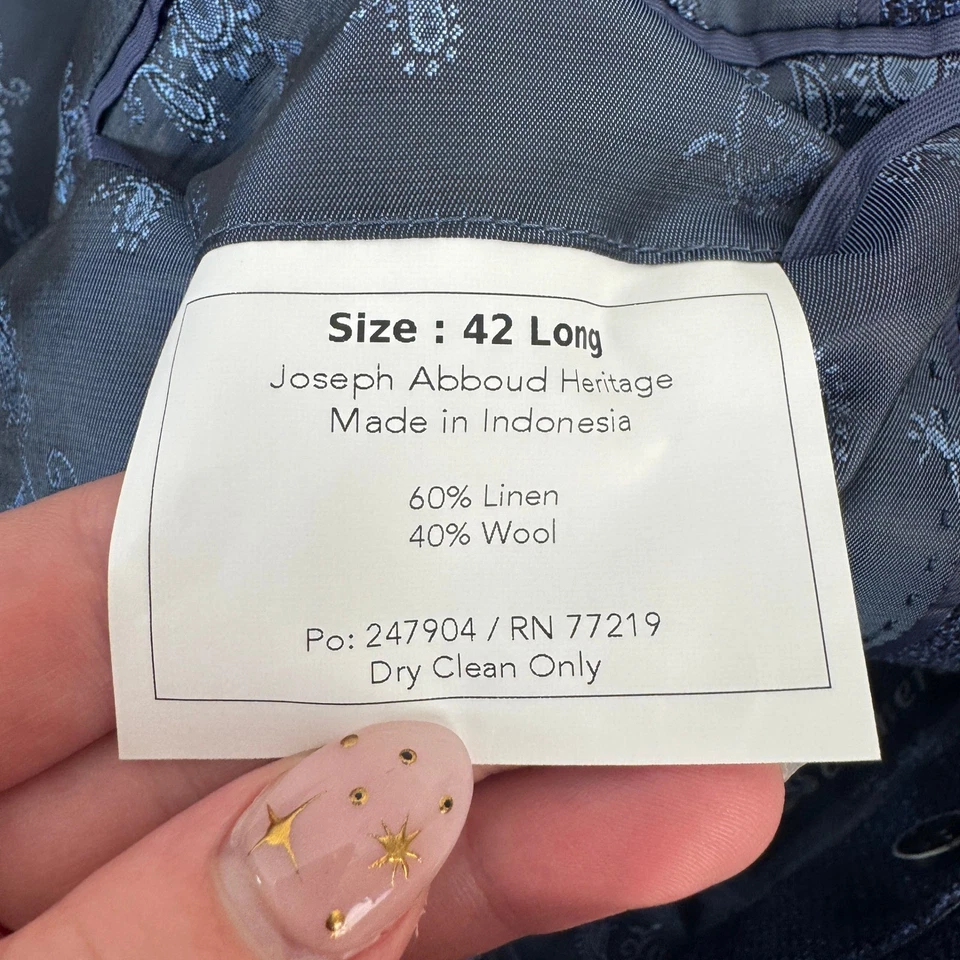 Size : 42 Long
Joseph Abboud Heritage
Made in Indonesia
60% Linen
40% Wool
Po: 247904 / RN 77219
Dry Clean Only